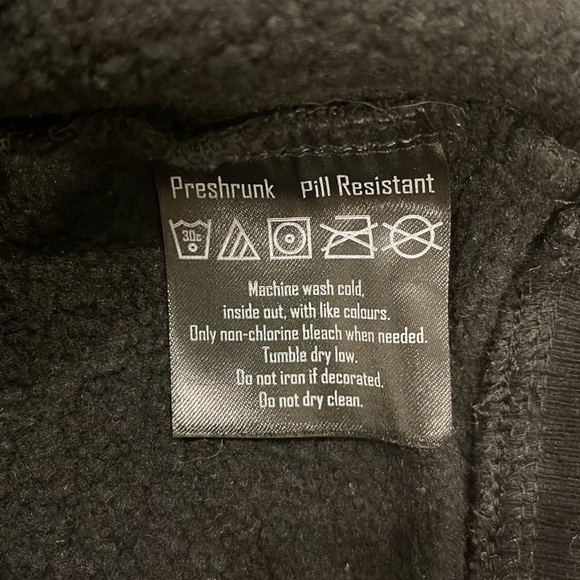 Preshrunk Pill Resistant
30c
Machine wash cold,
inside out, with like colours.
Only non-chlorine bleach when needed.
Tumble dry low.
Do not iron if decorated.
Do not dry clean.